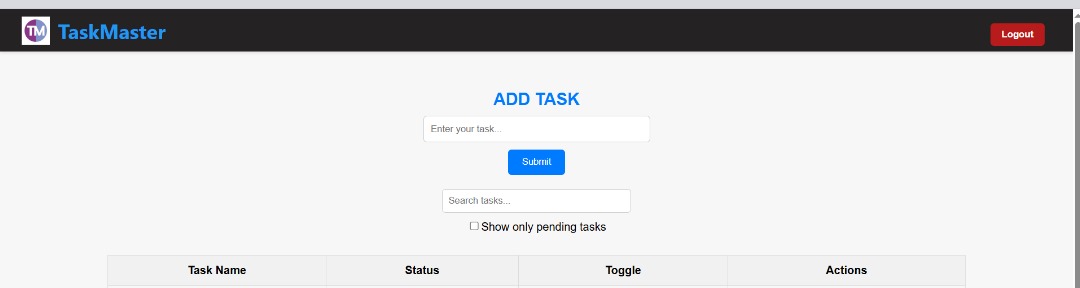 TM TaskMaster Logout
ADD TASK
Enter your task...
Submit
Search tasks...
Show only pending tasks
Task Name Status Toggle Actions